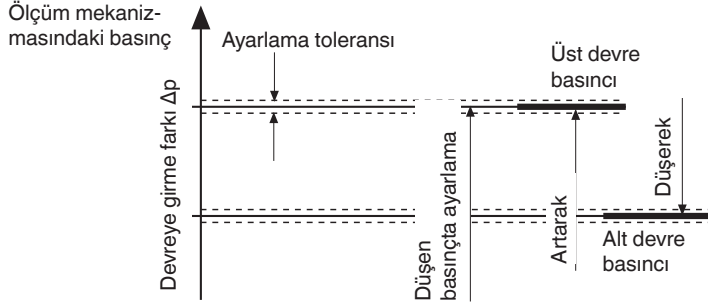 Ölçüm mekaniz-
masındaki basınç
Ayarlama toleransı
Üst devre
basıncı
Devreye girme farkı Δp
Düşen
basınçta ayarlama
Artarak
Düşerek
Alt devre
basıncı